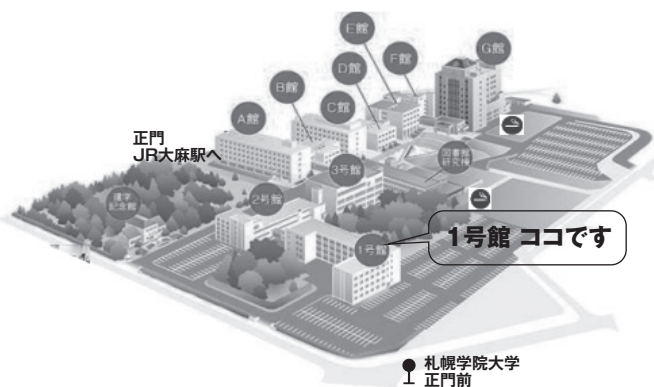 E館
G館
F館
D館
B館
C館
A館
正門
JR大麻駅へ
図書館
研究棟
3号館
建学
記念館
2号館
1号館
1号館 ココです
札幌学院大学
正門前